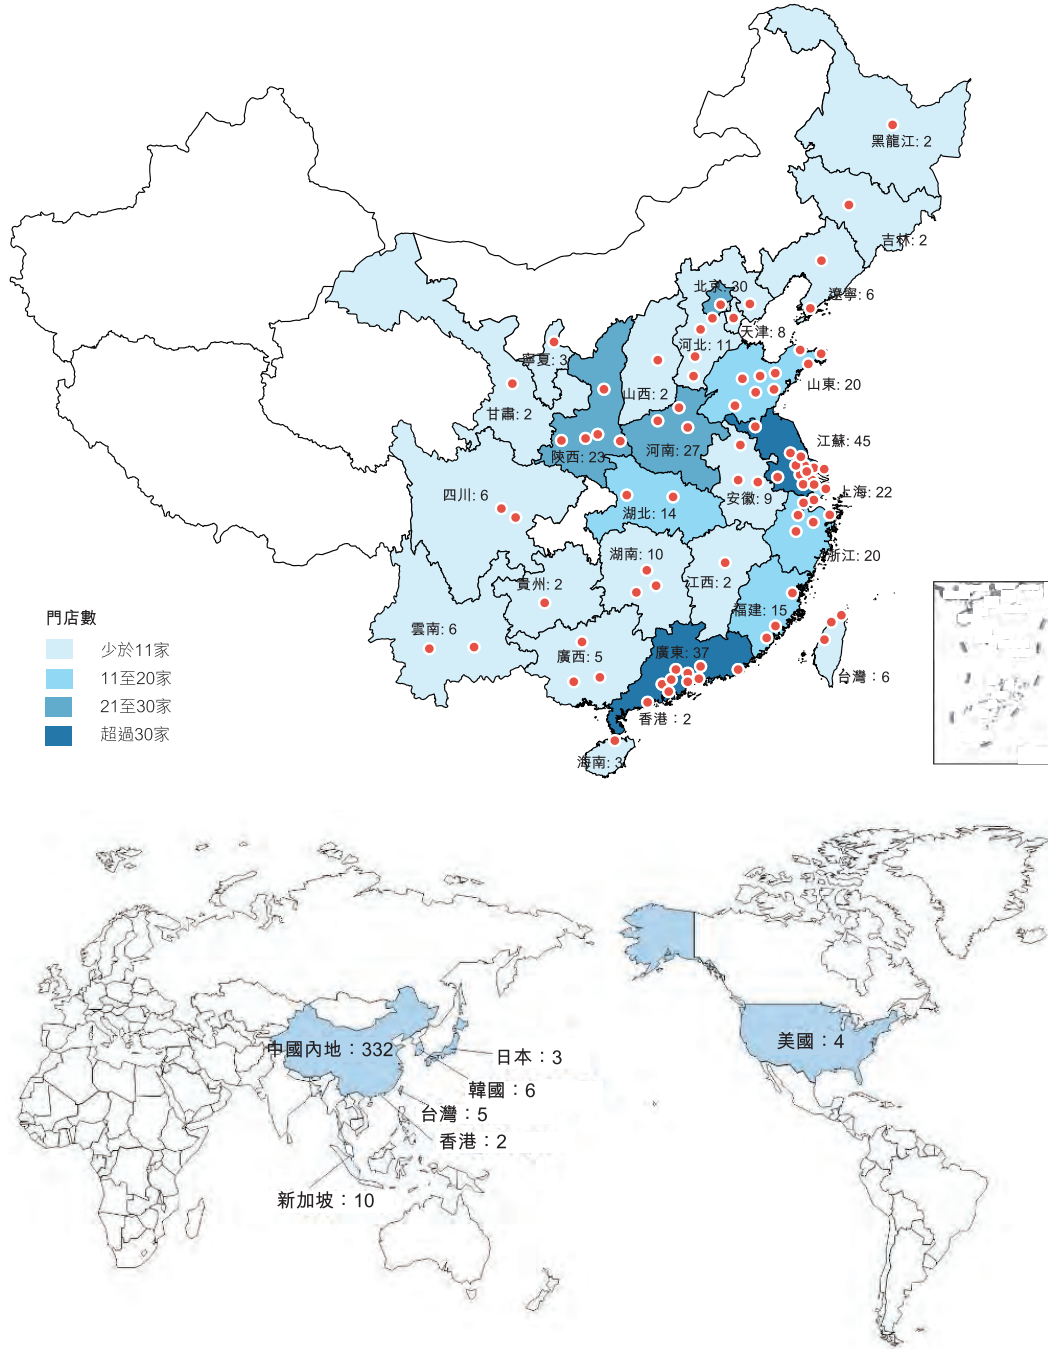 黑龍江: 2
吉林: 2
遼寧: 6
北京: 30
天津: 8
河北: 11
寧夏: 3
山西: 2
山東: 20
甘肅: 2
陝西: 23
河南: 27
江蘇: 45
四川: 6
湖北: 14
安徽: 9
上海: 22
湖南: 10
浙江: 20
貴州: 2
江西: 2
福建: 15
雲南: 6
廣西: 5
廣東: 37
台灣: 6
香港: 2
海南: 3
門店數
少於11家
11至20家
21至30家
超過30家
中國內地：332
日本：3
韓國：6
台灣：5
香港：2
新加坡：10
美國：4